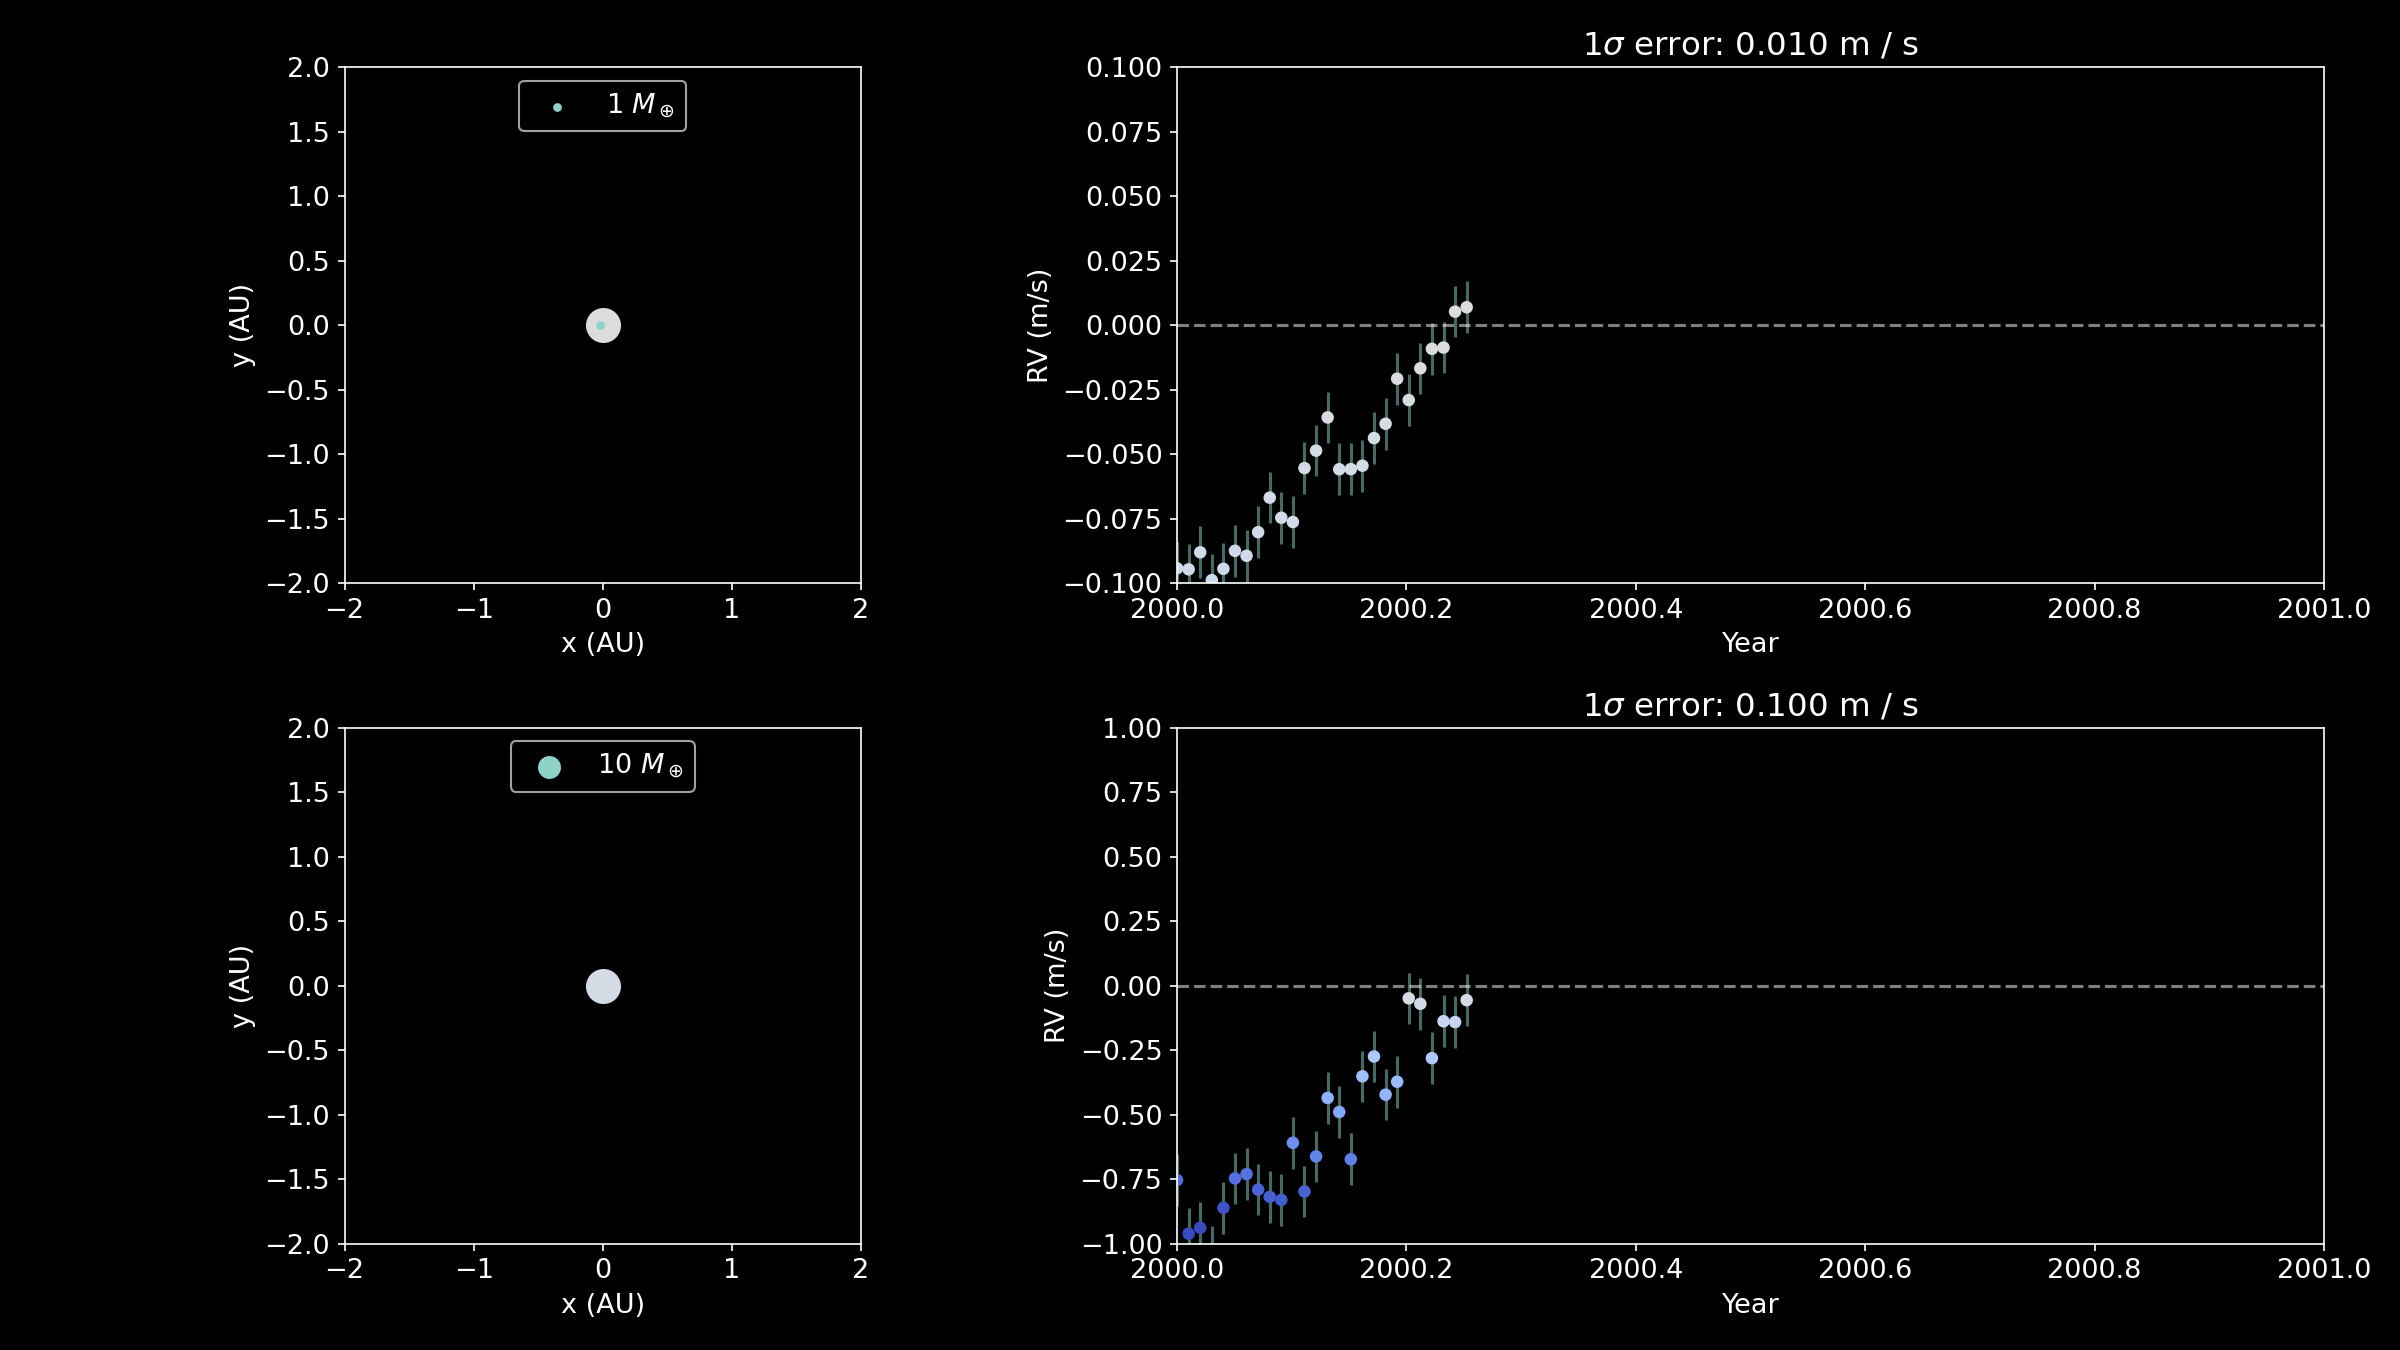 1 M⊕
2.0
1.5
1.0
0.5
0.0
−0.5
−1.0
−1.5
−2.0
y (AU)
−2 −1 0 1 2
x (AU)
1σ error: 0.010 m / s
0.100
0.075
0.050
0.025
0.000
−0.025
−0.050
−0.075
−0.100
RV (m/s)
2000.0 2000.2 2000.4 2000.6 2000.8 2001.0
Year
10 M⊕
2.0
1.5
1.0
0.5
0.0
−0.5
−1.0
−1.5
−2.0
y (AU)
−2 −1 0 1 2
x (AU)
1σ error: 0.100 m / s
1.00
0.75
0.50
0.25
0.00
−0.25
−0.50
−0.75
−1.00
RV (m/s)
2000.0 2000.2 2000.4 2000.6 2000.8 2001.0
Year